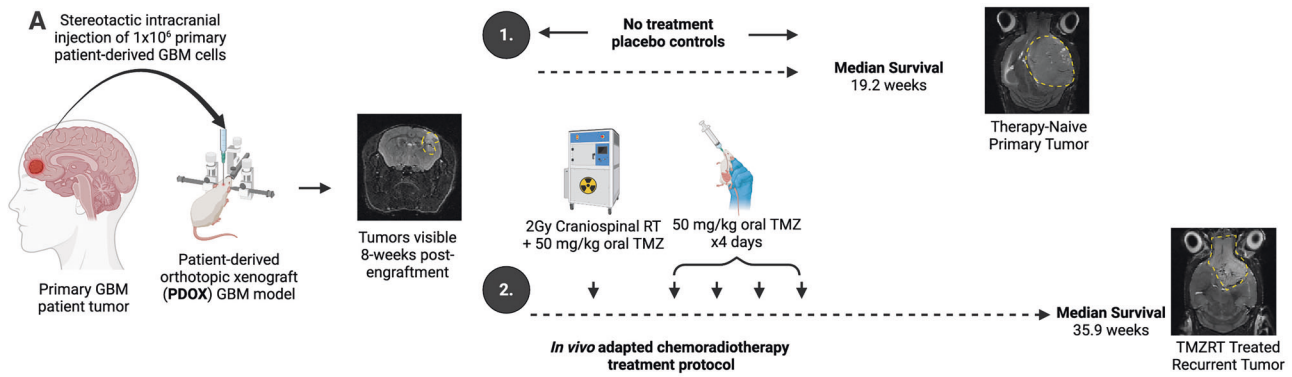 A
Stereotactic intracranial
injection of 1x10⁶ primary
patient-derived GBM cells
Primary GBM
patient tumor
Patient-derived
orthotopic xenograft
(PDOX) GBM model
Tumors visible
8-weeks post-
engraftment
1.
No treatment
placebo controls
Median Survival
19.2 weeks
Therapy-Naive
Primary Tumor
2Gy Craniospinal RT
+ 50 mg/kg oral TMZ
50 mg/kg oral TMZ
x4 days
2.
In vivo adapted chemoradiotherapy
treatment protocol
Median Survival
35.9 weeks
TMZRT Treated
Recurrent Tumor